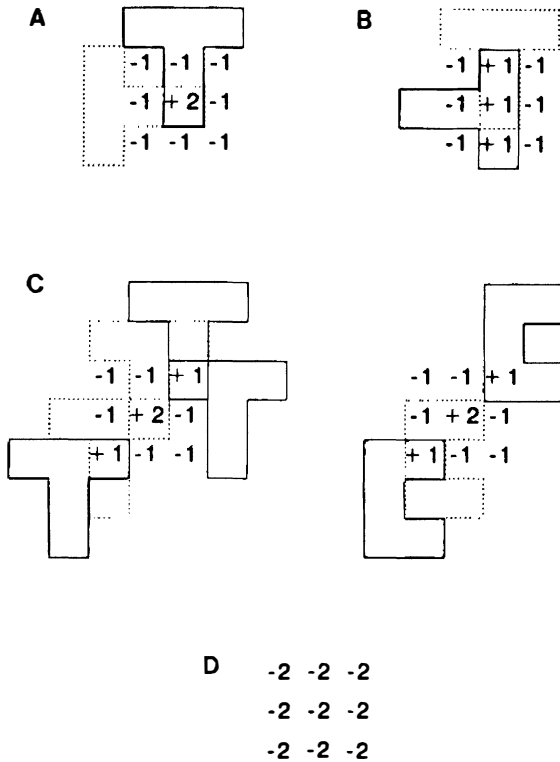 A B
-1 -1 -1 -1 + 1 -1
-1 + 2 -1 -1 + 1 -1
-1 -1 -1 -1 + 1 -1
C
-1 -1 + 1 -1 -1 + 1
-1 + 2 -1 -1 + 2 -1
+ 1 -1 -1 + 1 -1 -1
D
-2 -2 -2
-2 -2 -2
-2 -2 -2